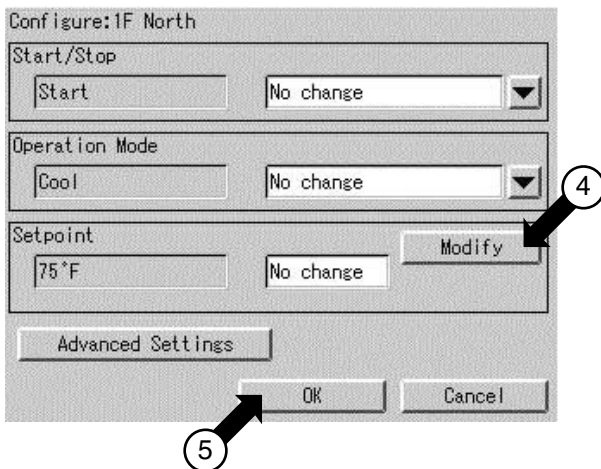 Configure:1F North
Start/Stop
Start No change
Operation Mode
Cool No change
4
Setpoint
Modify
75°F No change
Advanced Settings
OK Cancel
5